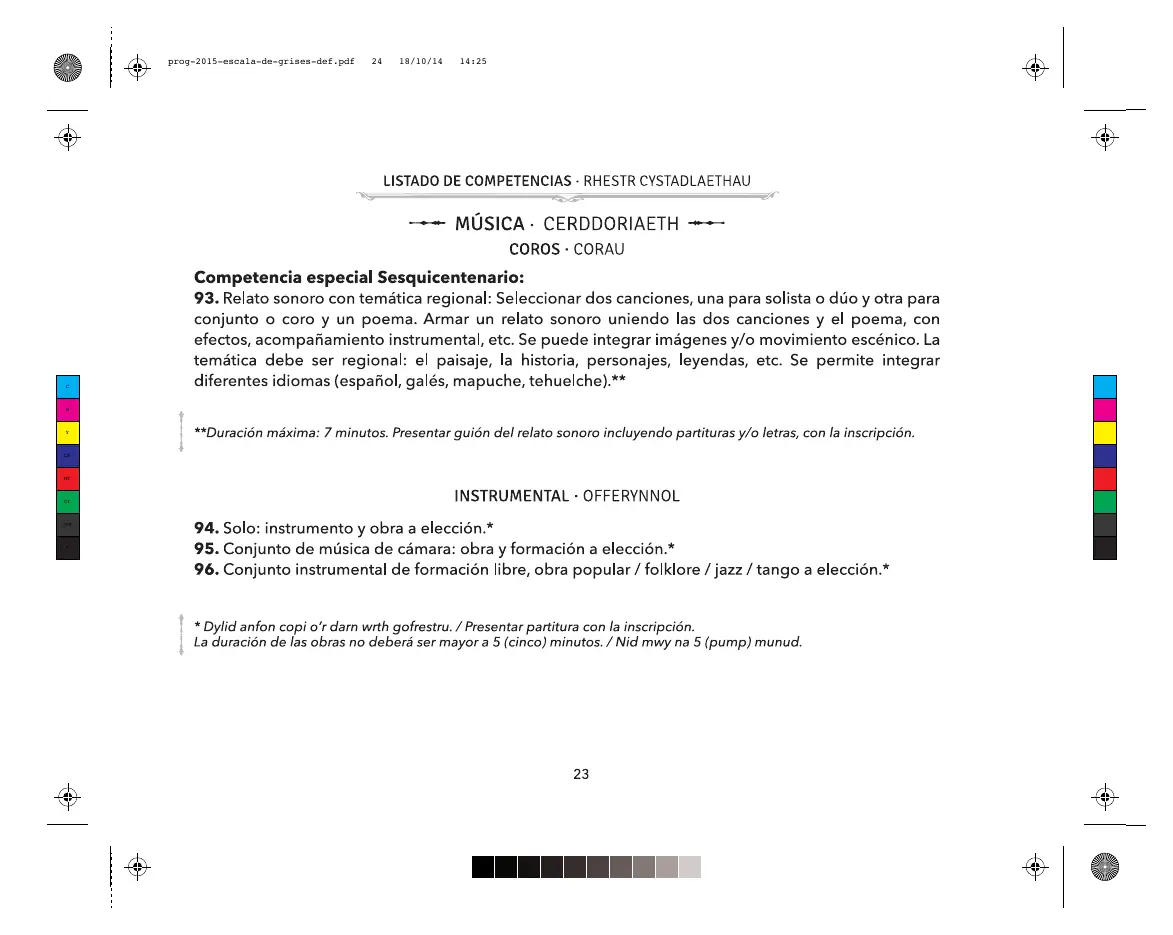 prog-2015-escala-de-grises-def.pdf 24 18/10/14 14:25
LISTADO DE COMPETENCIAS · RHESTR CYSTADLAETHAU
MÚSICA · CERDDORIAETH
COROS · CORAU
Competencia especial Sesquicentenario:
93. Relato sonoro con temática regional: Seleccionar dos canciones, una para solista o dúo y otra para
conjunto o coro y un poema. Armar un relato sonoro uniendo las dos canciones y el poema, con
efectos, acompañamiento instrumental, etc. Se puede integrar imágenes y/o movimiento escénico. La
temática debe ser regional: el paisaje, la historia, personajes, leyendas, etc. Se permite integrar
diferentes idiomas (español, galés, mapuche, tehuelche).**
**Duración máxima: 7 minutos. Presentar guión del relato sonoro incluyendo partituras y/o letras, con la inscripción.
INSTRUMENTAL · OFFERYNNOL
94. Solo: instrumento y obra a elección.*
95. Conjunto de música de cámara: obra y formación a elección.*
96. Conjunto instrumental de formación libre, obra popular / folklore / jazz / tango a elección.*
* Dylid anfon copi o’r darn wrth gofrestru. / Presentar partitura con la inscripción.
La duración de las obras no deberá ser mayor a 5 (cinco) minutos. / Nid mwy na 5 (pump) munud.
23